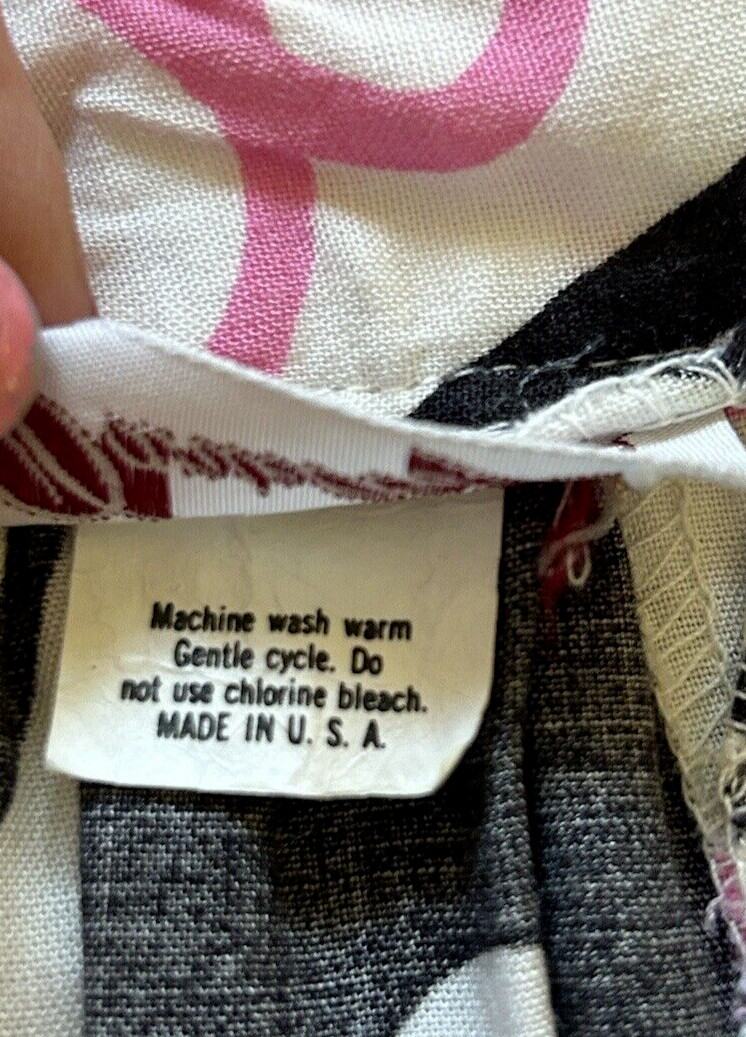 Machine wash warm
Gentle cycle. Do
not use chlorine bleach.
MADE IN U. S. A.